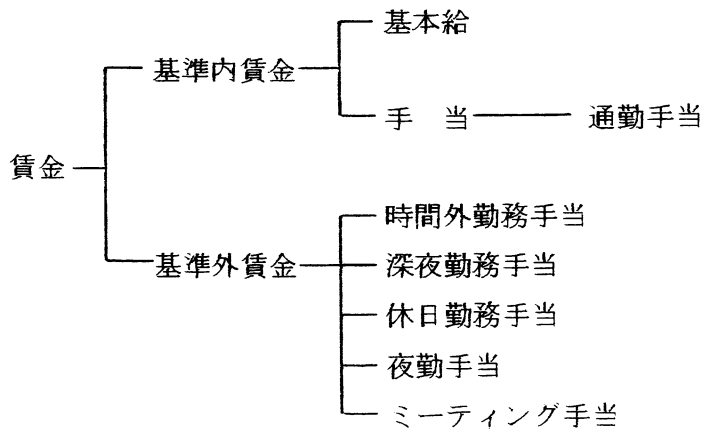 基本給
基準内賃金
手　当 通勤手当
賃金
時間外勤務手当
基準外賃金 深夜勤務手当
休日勤務手当
夜勤手当
ミーティング手当